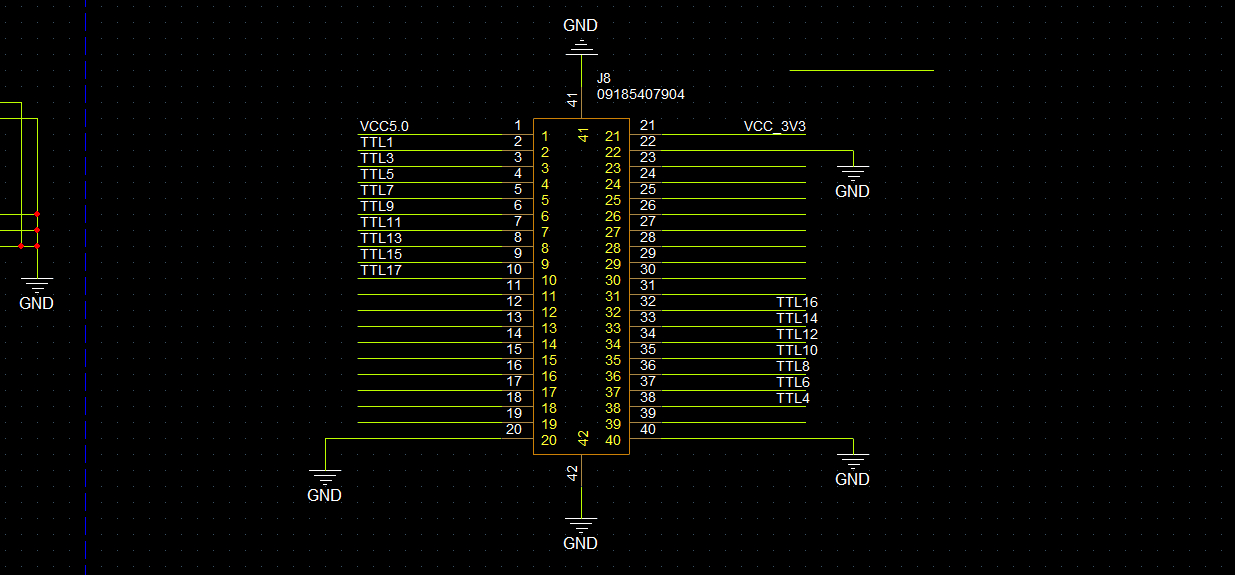 GND
J8
09185407904
41
41
VCC5.0 1 1 21 21 VCC_3V3
TTL1 2 2 22 22
TTL3 3 3 23 23
TTL5 4 4 24 24
TTL7 5 5 25 25
TTL9 6 6 26 26
TTL11 7 7 27 27
TTL13 8 8 28 28
TTL15 9 9 29 29
TTL17 10 10 30 30
11 11 31 31
12 12 32 32 TTL16
13 13 33 33 TTL14
14 14 34 34 TTL12
15 15 35 35 TTL10
16 16 36 36 TTL8
17 17 37 37 TTL6
18 18 38 38 TTL4
19 19 39 39
20 20 40 40
42
42
GND
GND
GND
GND
GND